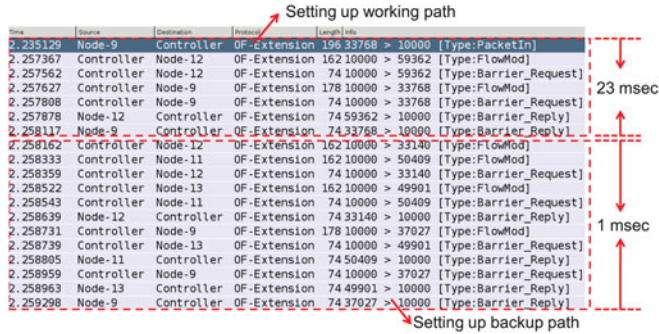 Setting up working path
Time Source Destination Protocol Length Info
2.235129 Node-9 Controller OF-Extension 196 33768 > 10000 [Type:PacketIn]
2.257367 Controller Node-12 OF-Extension 162 10000 > 59362 [Type:FlowMod]
2.257562 Controller Node-12 OF-Extension 74 10000 > 59362 [Type:Barrier_Request]
2.257627 Controller Node-9 OF-Extension 178 10000 > 33768 [Type:FlowMod]
2.257808 Controller Node-9 OF-Extension 74 10000 > 33768 [Type:Barrier_Request]
2.257878 Node-12 Controller OF-Extension 74 59362 > 10000 [Type:Barrier_Reply]
2.258117 Node-9 Controller OF-Extension 74 33768 > 10000 [Type:Barrier_Reply]
23 msec
2.258162 Controller Node-12 OF-Extension 162 10000 > 33140 [Type:FlowMod]
2.258333 Controller Node-11 OF-Extension 162 10000 > 50409 [Type:FlowMod]
2.258359 Controller Node-12 OF-Extension 74 10000 > 33140 [Type:Barrier_Request]
2.258522 Controller Node-13 OF-Extension 162 10000 > 49901 [Type:FlowMod]
2.258543 Controller Node-11 OF-Extension 74 10000 > 50409 [Type:Barrier_Request]
2.258639 Node-12 Controller OF-Extension 74 33140 > 10000 [Type:Barrier_Reply]
2.258731 Controller Node-9 OF-Extension 178 10000 > 37027 [Type:FlowMod]
2.258739 Controller Node-13 OF-Extension 74 10000 > 49901 [Type:Barrier_Request]
2.258805 Node-11 Controller OF-Extension 74 50409 > 10000 [Type:Barrier_Reply]
2.258959 Controller Node-9 OF-Extension 74 10000 > 37027 [Type:Barrier_Request]
2.258963 Node-13 Controller OF-Extension 74 49901 > 10000 [Type:Barrier_Reply]
2.259298 Node-9 Controller OF-Extension 74 37027 > 10000 [Type:Barrier_Reply]
1 msec
Setting up backup path